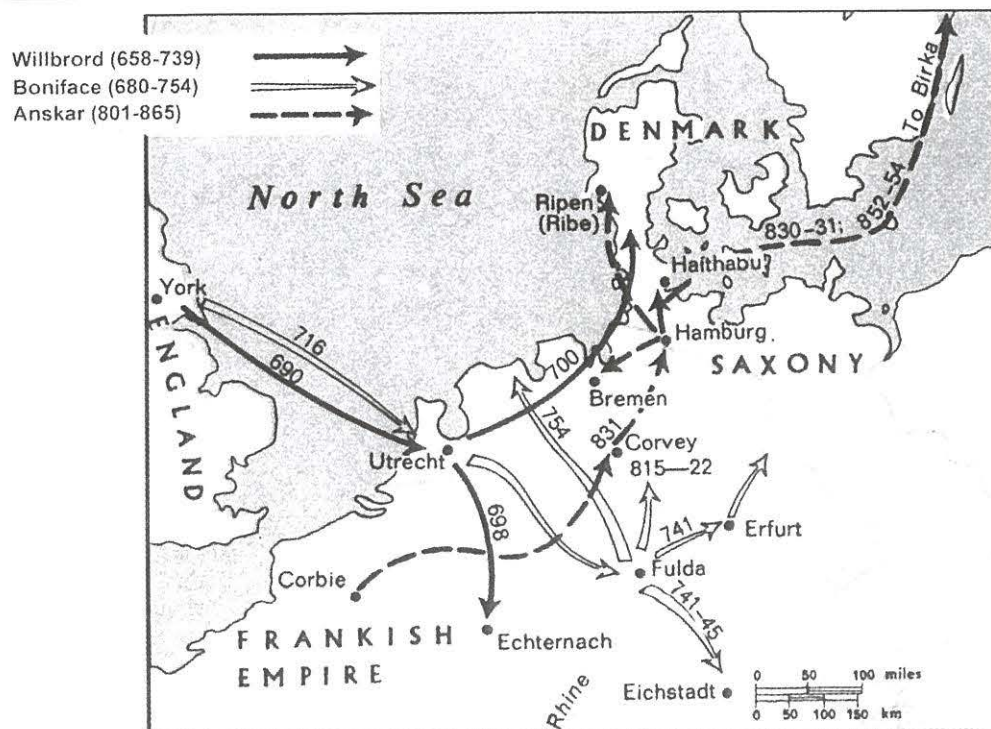 Willbrord (658-739)
Boniface (680-754)
Anskar (801-865)
To Birka
DENMARK
North Sea
Ripen
(Ribe)
830-31;
852-54
Haithabu
York
ENGLAND
716
690
Hamburg
SAXONY
700
Bremen
754
831
Corvey
815—22
Utrecht
698
741
Erfurt
Corbie
Fulda
741-45
FRANKISH
EMPIRE
Echternach
Eichstadt
Rhine
0 50 100 miles
0 50 100 150 km